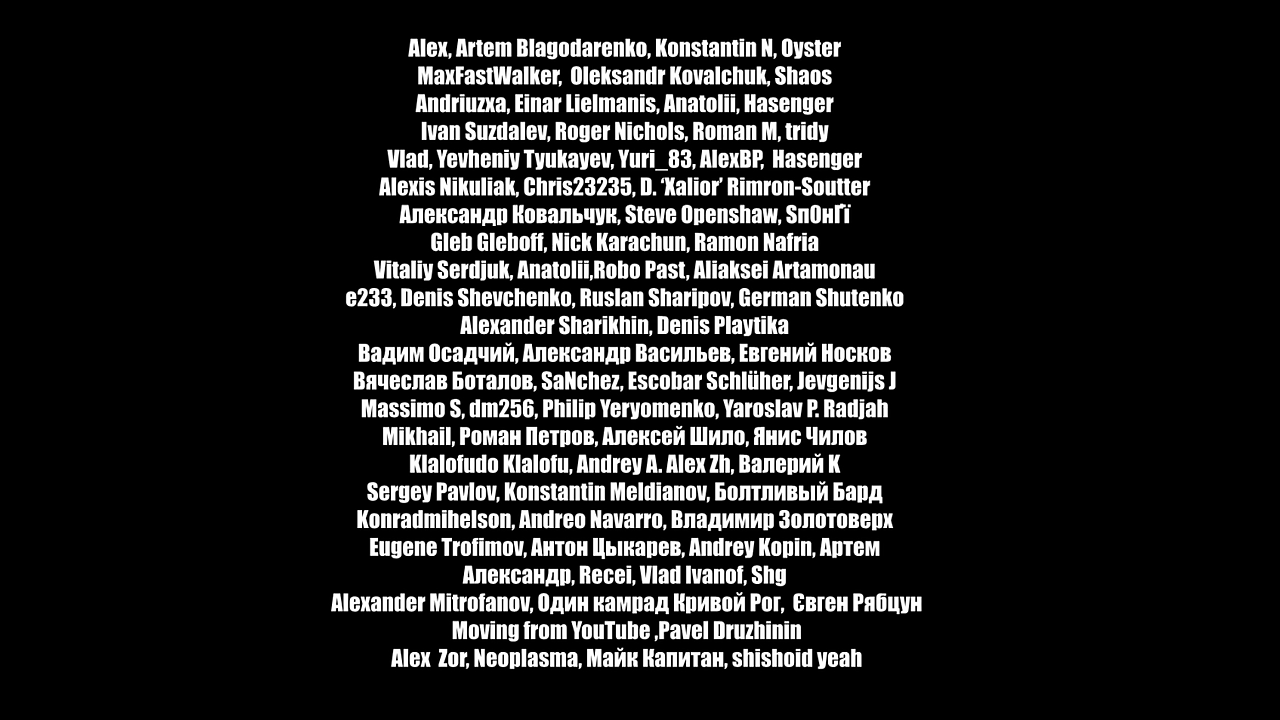 Alex, Artem Blagodarenko, Konstantin N, Oyster
MaxFastWalker, Oleksandr Kovalchuk, Shaos
Andriuzxa, Einar Lielmanis, Anatolii, Hasenger
Ivan Suzdalev, Roger Nichols, Roman M, tridy
Vlad, Yevheniy Tyukayev, Yuri_83, AlexBP, Hasenger
Alexis Nikuliak, Chris23235, D. ‘Xalior’ Rimron-Soutter
Александр Ковальчук, Steve Openshaw, SпОнҐї
Gleb Gleboff, Nick Karachun, Ramon Nafria
Vitaliy Serdjuk, Anatolii,Robo Past, Aliaksei Artamonau
e233, Denis Shevchenko, Ruslan Sharipov, German Shutenko
Alexander Sharikhin, Denis Playtika
Вадим Осадчий, Александр Васильев, Евгений Носков
Вячеслав Боталов, SaNchez, Escobar Schlüher, Jevgenijs J
Massimo S, dm256, Philip Yeryomenko, Yaroslav P. Radjah
Mikhail, Роман Петров, Алексей Шило, Янис Чилов
Klalofudo Klalofu, Andrey A. Alex Zh, Валерий К
Sergey Pavlov, Konstantin Meldianov, Болтливый Бард
Konradmihelson, Andreo Navarro, Владимир Золотоверх
Eugene Trofimov, Антон Цыкарев, Andrey Kopin, Артем
Александр, Recei, Vlad Ivanof, Shg
Alexander Mitrofanov, Один камрад Кривой Рог, Євген Рябцун
Moving from YouTube ,Pavel Druzhinin
Alex Zor, Neoplasma, Майк Капитан, shishoid yeah